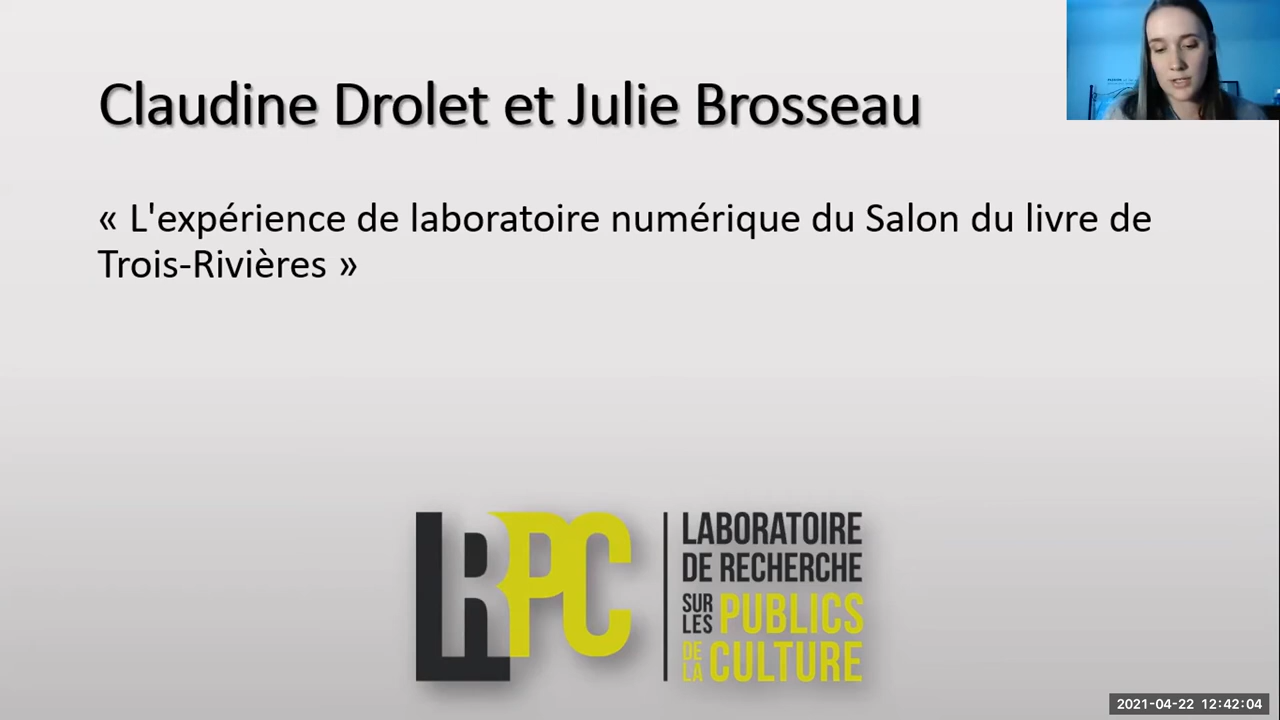 Claudine Drolet et Julie Brosseau
« L'expérience de laboratoire numérique du Salon du livre de
Trois-Rivières »
LRPC
LABORATOIRE
DE RECHERCHE
SUR LES PUBLICS
DE LA CULTURE
2021-04-22 12:42:04